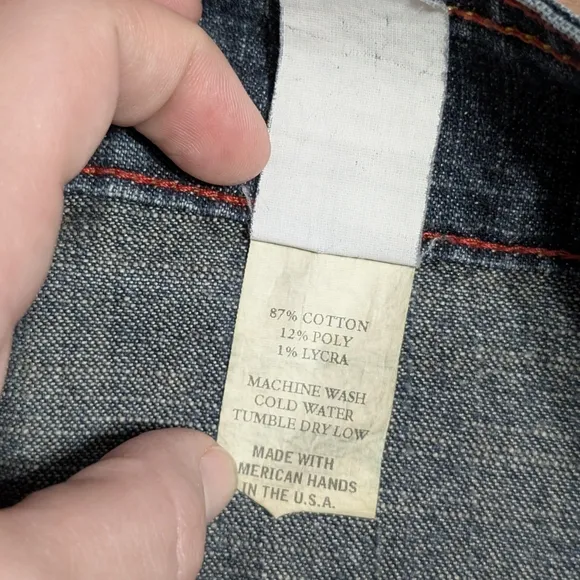 87% COTTON
12% POLY
1% LYCRA
MACHINE WASH
COLD WATER
TUMBLE DRY LOW
MADE WITH
MERICAN HANDS
IN THE U.S.A.